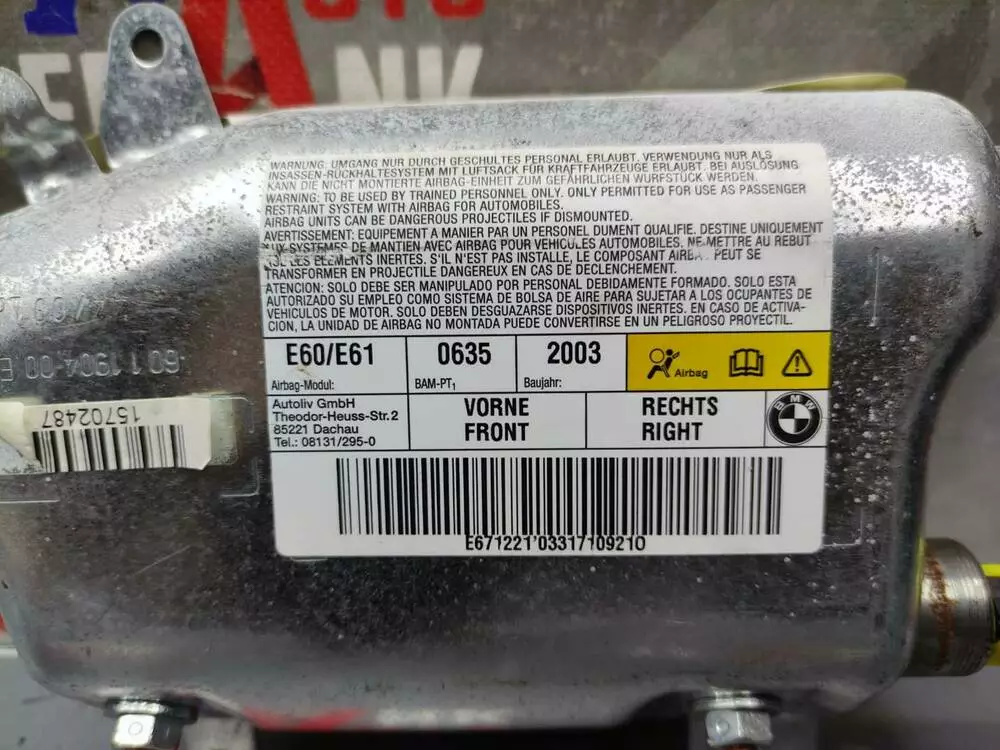 WARNUNG: UMGANG NUR DURCH GESCHULTES PERSONAL ERLAUBT. VERWENDUNG NUR ALS
INSASSEN-RÜCKHALTESYSTEM MIT LUFTSACK FÜR KRAFTFAHRZEUGE ERLAUBT. BEI AUSLÖSUNG
KANN DIE NICHT MONTIERTE AIRBAG-EINHEIT ZUM GEFÄHRLICHEN WURFSTÜCK WERDEN.
WARNING: TO BE USED BY TRAINED PERSONNEL ONLY. ONLY PERMITTED FOR USE AS PASSENGER
RESTRAINT SYSTEM WITH AIRBAG FOR AUTOMOBILES.
AIRBAG UNITS CAN BE DANGEROUS PROJECTILES IF DISMOUNTED.
AVERTISSEMENT: EQUIPEMENT A MANIER PAR UN PERSONEL DUMENT QUALIFIE. DESTINE UNIQUEMENT
UX SYSTEMES DE MANTIEN AVEC AIRBAG POUR VEHICULES AUTOMOBILES. NE METTRE AU REBUT
LES ELEMENTS INERTES. S'IL N'EST PAS INSTALLE, LE COMPOSANT AIRBA PEUT SE
TRANSFORMER EN PROJECTILE DANGEREUX EN CAS DE DECLENCHEMENT.
ATENCION: SOLO DEBE SER MANIPULADO POR PERSONAL DEBIDAMENTE FORMADO. SOLO ESTA
AUTORIZADO SU EMPLEO COMO SISTEMA DE BOLSA DE AIRE PARA SUJETAR A LOS OCUPANTES DE
VEHICULOS DE MOTOR. SOLO DEBEN DESGUAZARSE DISPOSITIVOS INERTES. EN CASO DE ACTIVA-
CION, LA UNIDAD DE AIRBAG NO MONTADA PUEDE CONVERTIRSE EN UN PELIGROSO PROYECTIL.
E60/E61 0635 2003
Airbag-Modul: BAM-PT1 Baujahr: Airbag
Autoliv GmbH
Theodor-Heuss-Str.2
85221 Dachau
Tel.: 08131/295-0
VORNE
FRONT
RECHTS
RIGHT
BMW
E671221'03317109210
15702487